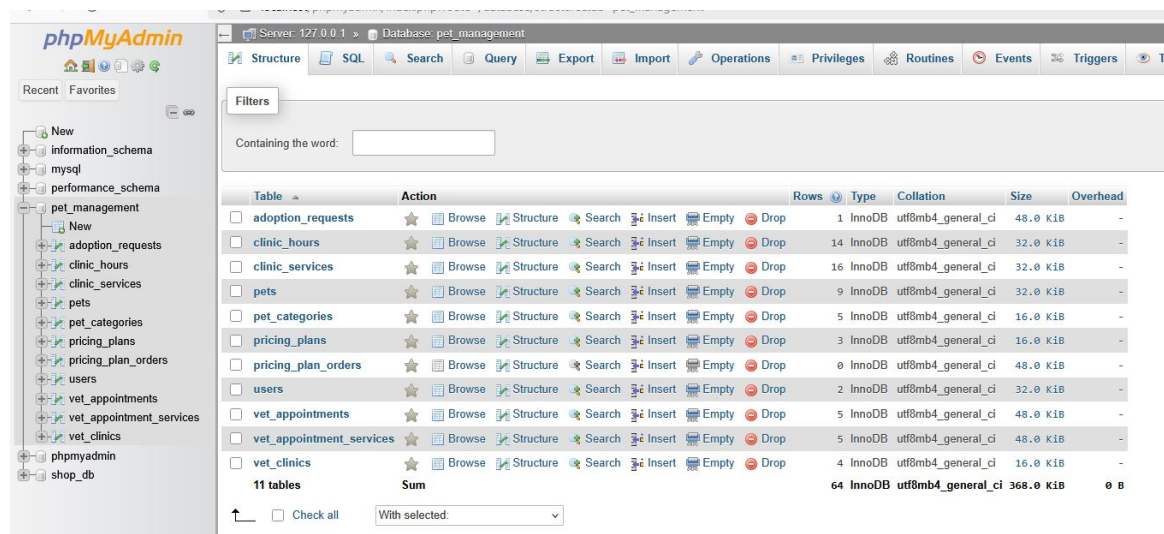 phpMyAdmin
Recent Favorites
New
information_schema
mysql
performance_schema
pet_management
New
adoption_requests
clinic_hours
clinic_services
pets
pet_categories
pricing_plans
pricing_plan_orders
users
vet_appointments
vet_appointment_services
vet_clinics
phpmyadmin
shop_db
Server: 127.0.0.1 » Database: pet_management
Structure SQL Search Query Export Import Operations Privileges Routines Events Triggers
Filters
Containing the word:
Table Action Rows Type Collation Size Overhead
adoption_requests Browse Structure Search Insert Empty Drop 1 InnoDB utf8mb4_general_ci 48.0 KiB -
clinic_hours Browse Structure Search Insert Empty Drop 14 InnoDB utf8mb4_general_ci 32.0 KiB -
clinic_services Browse Structure Search Insert Empty Drop 16 InnoDB utf8mb4_general_ci 32.0 KiB -
pets Browse Structure Search Insert Empty Drop 9 InnoDB utf8mb4_general_ci 32.0 KiB -
pet_categories Browse Structure Search Insert Empty Drop 5 InnoDB utf8mb4_general_ci 16.0 KiB -
pricing_plans Browse Structure Search Insert Empty Drop 3 InnoDB utf8mb4_general_ci 16.0 KiB -
pricing_plan_orders Browse Structure Search Insert Empty Drop 0 InnoDB utf8mb4_general_ci 48.0 KiB -
users Browse Structure Search Insert Empty Drop 2 InnoDB utf8mb4_general_ci 32.0 KiB -
vet_appointments Browse Structure Search Insert Empty Drop 5 InnoDB utf8mb4_general_ci 48.0 KiB -
vet_appointment_services Browse Structure Search Insert Empty Drop 5 InnoDB utf8mb4_general_ci 48.0 KiB -
vet_clinics Browse Structure Search Insert Empty Drop 4 InnoDB utf8mb4_general_ci 16.0 KiB -
11 tables Sum 64 InnoDB utf8mb4_general_ci 368.0 KiB 0 B
Check all With selected: